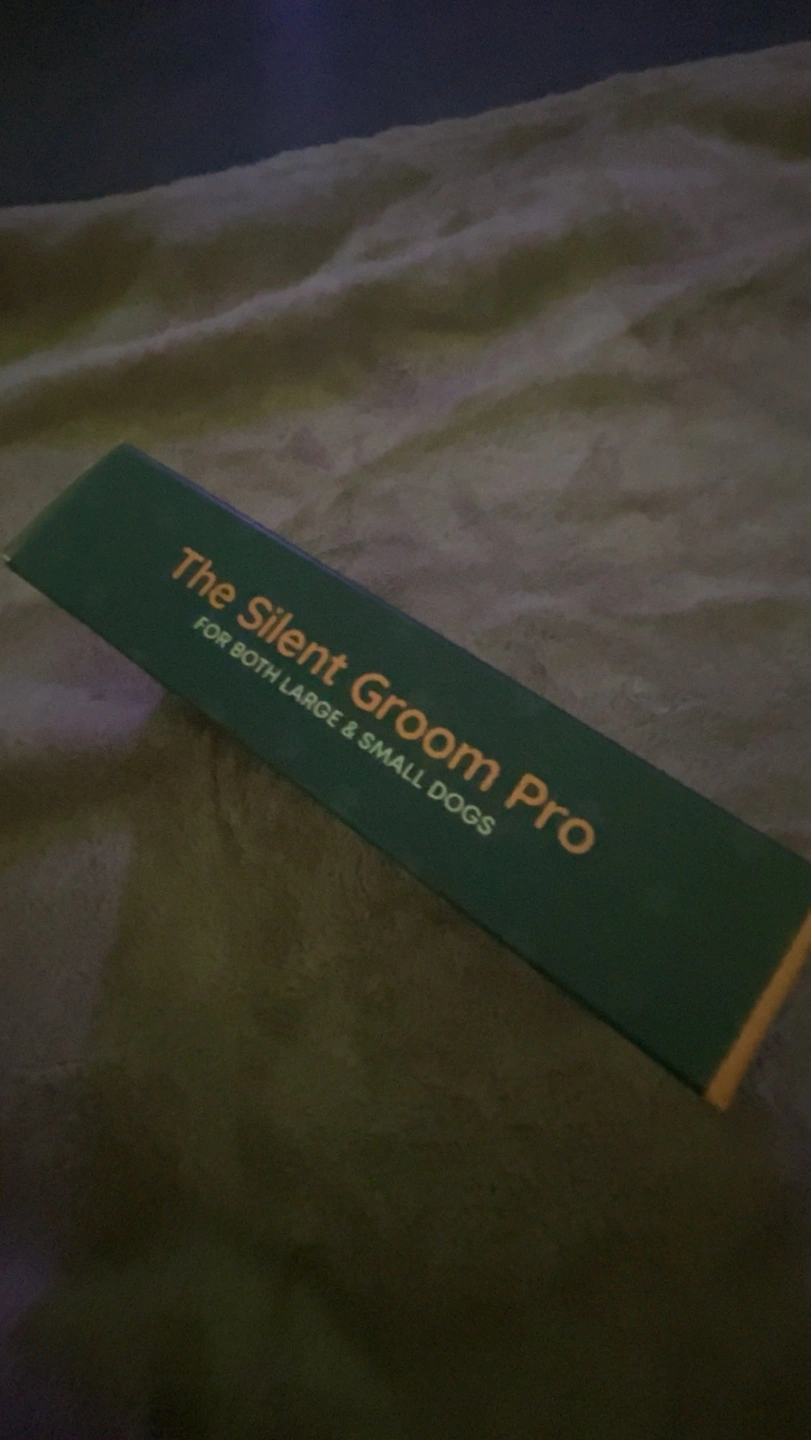 The Silent Groom Pro
FOR BOTH LARGE & SMALL DOGS